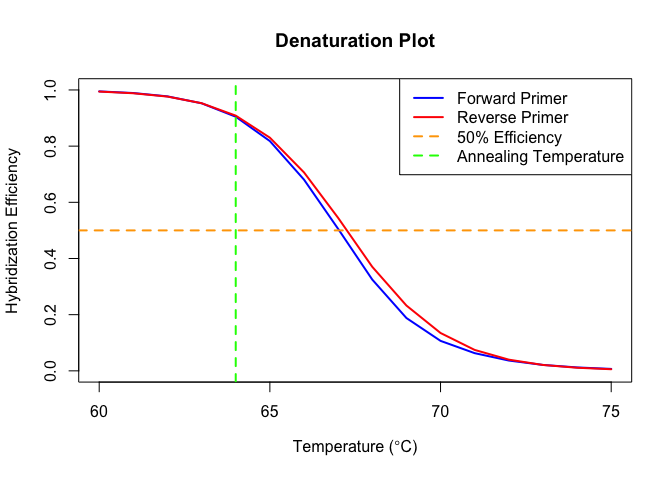 Denaturation Plot
Forward Primer
Reverse Primer
50% Efficiency
Annealing Temperature
Hybridization Efficiency
1.0
0.8
0.6
0.4
0.2
0.0
60 65 70 75
Temperature (°C)